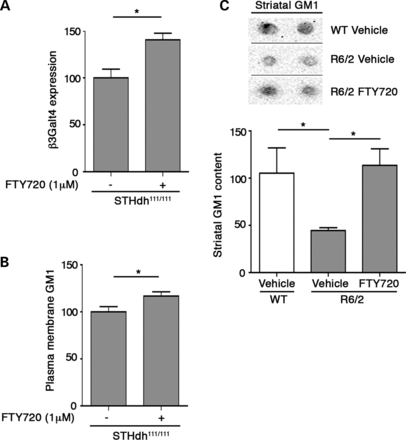 A
150
100
50
0
β3Galt4 expression
*
FTY720 (1μM)
-
+
STHdh111/111
B
150
100
50
0
Plasma membrane GM1
*
FTY720 (1μM)
-
+
STHdh111/111
C
Striatal GM1
WT Vehicle
R6/2 Vehicle
R6/2 FTY720
150
100
50
0
Striatal GM1 content
*
*
Vehicle
Vehicle
FTY720
WT
R6/2